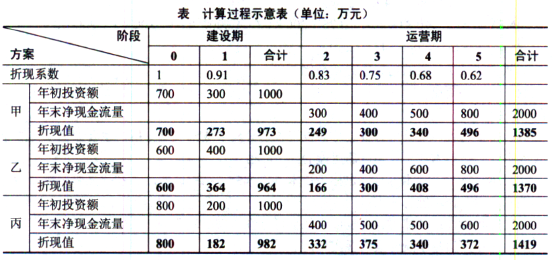 表 计算过程示意表（单位：万元）
阶段 建设期 运营期
方案 0 1 合计 2 3 4 5 合计
折现系数 1 0.91 0.83 0.75 0.68 0.62
甲 年初投资额 700 300 1000
年末净现金流量 300 400 500 800 2000
折现值 700 273 973 249 300 340 496 1385
乙 年初投资额 600 400 1000
年末净现金流量 200 400 600 800 2000
折现值 600 364 964 166 300 408 496 1370
丙 年初投资额 800 200 1000
年末净现金流量 400 500 500 600 2000
折现值 800 182 982 332 375 340 372 1419